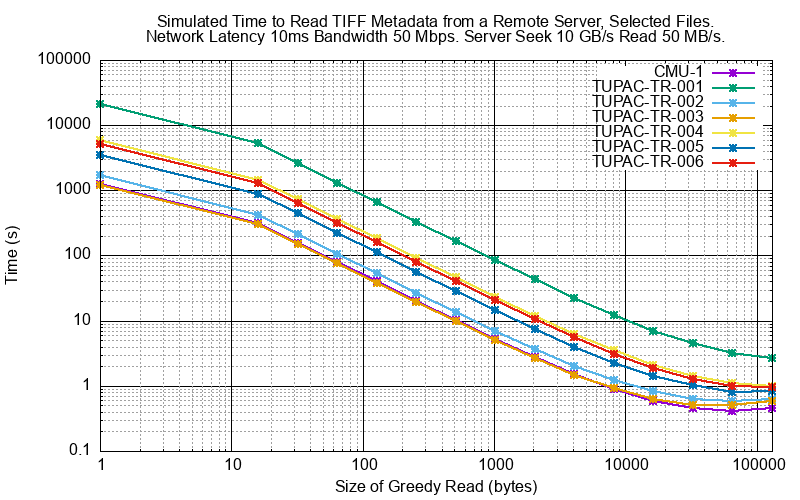 Simulated Time to Read TIFF Metadata from a Remote Server, Selected Files.
Network Latency 10ms Bandwidth 50 Mbps. Server Seek 10 GB/s Read 50 MB/s.
100000
10000
1000
100
10
1
0.1
Time (s)
CMU-1
TUPAC-TR-001
TUPAC-TR-002
TUPAC-TR-003
TUPAC-TR-004
TUPAC-TR-005
TUPAC-TR-006
1 10 100 1000 10000 100000
Size of Greedy Read (bytes)